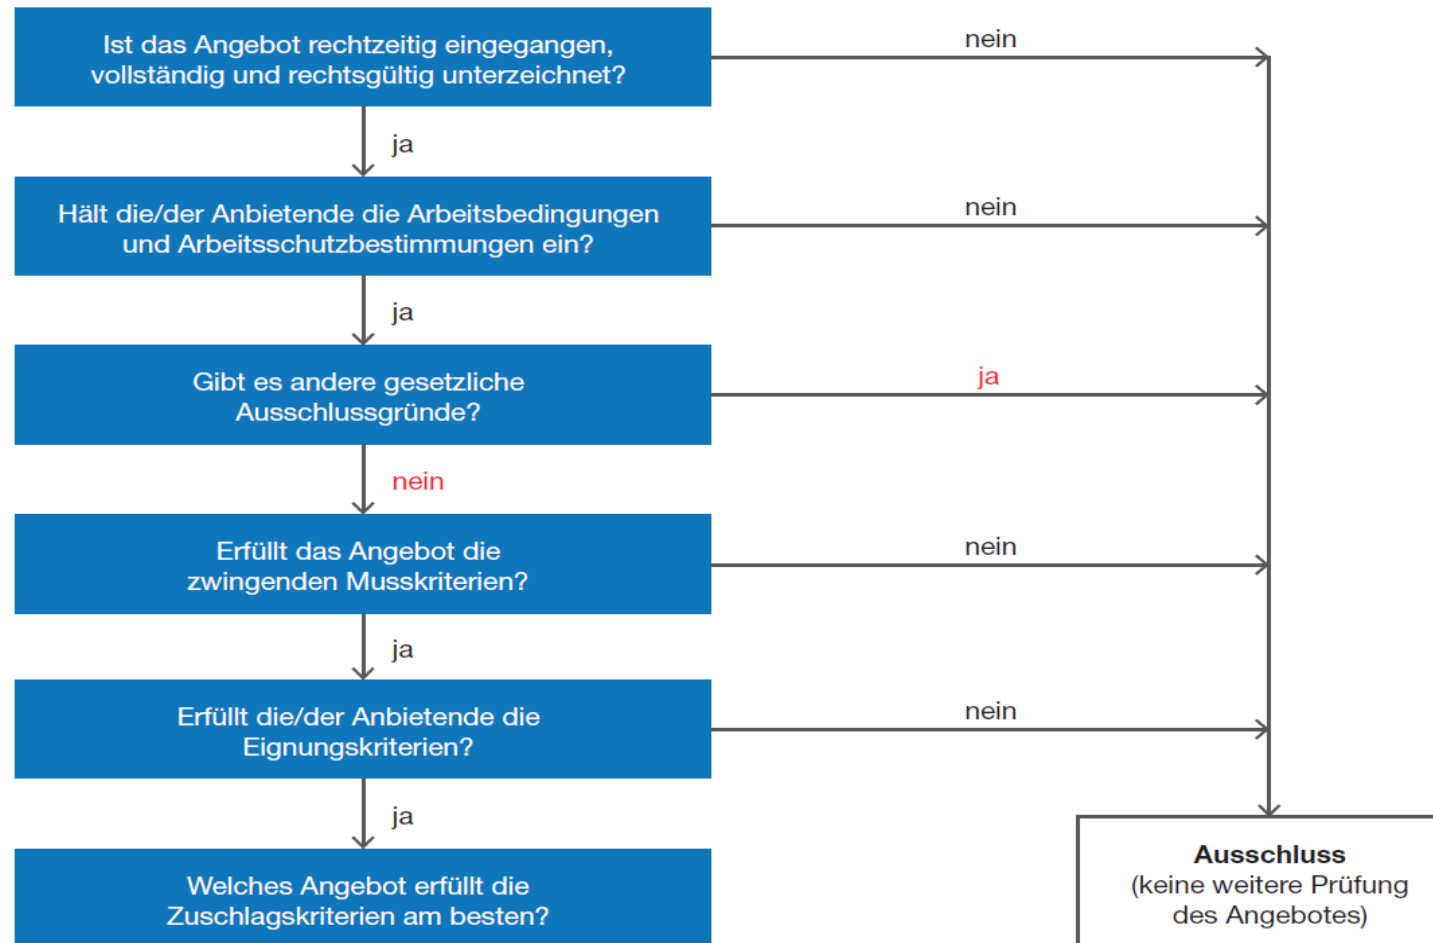 Ist das Angebot rechtzeitig eingegangen,
vollständig und rechtsgültig unterzeichnet?
nein
ja
Hält die/der Anbietende die Arbeitsbedingungen
und Arbeitsschutzbestimmungen ein?
nein
ja
Gibt es andere gesetzliche
Ausschlussgründe?
ja
nein
Erfüllt das Angebot die
zwingenden Musskriterien?
nein
ja
Erfüllt die/der Anbietende die
Eignungskriterien?
nein
ja
Welches Angebot erfüllt die
Zuschlagskriterien am besten?
Ausschluss
(keine weitere Prüfung
des Angebotes)